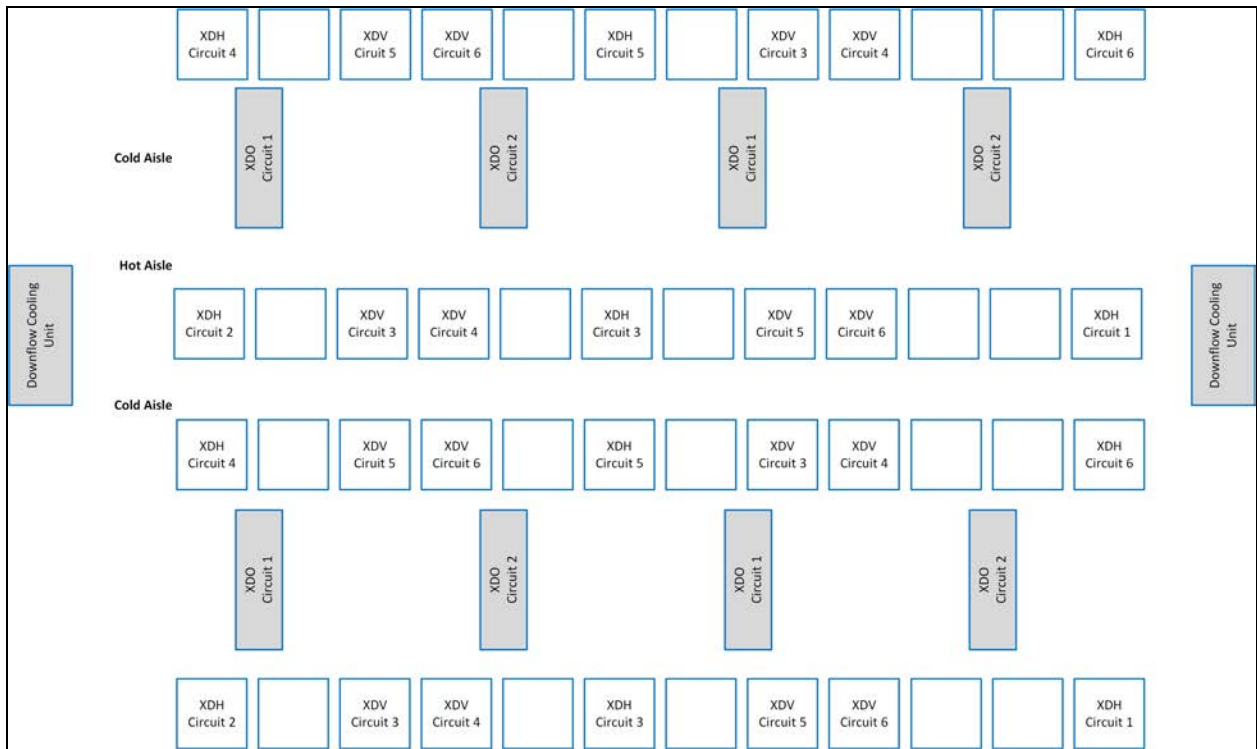 XDH
Circuit 4
XDV
Ciruit 5
XDV
Circuit 6
XDH
Circuit 5
XDV
Circuit 3
XDV
Circuit 4
XDH
Circuit 6
Cold Aisle
XDO
Circuit 1
XDO
Circuit 2
XDO
Circuit 1
XDO
Circuit 2
Hot Aisle
Downflow Cooling
Unit
XDH
Circuit 2
XDV
Circuit 3
XDV
Circuit 4
XDH
Circuit 3
XDV
Circuit 5
XDV
Circuit 6
XDH
Circuit 1
Downflow Cooling
Unit
Cold Aisle
XDH
Circuit 4
XDV
Ciruit 5
XDV
Circuit 6
XDH
Circuit 5
XDV
Circuit 3
XDV
Circuit 4
XDH
Circuit 6
XDO
Circuit 1
XDO
Circuit 2
XDO
Circuit 1
XDO
Circuit 2
XDH
Circuit 2
XDV
Circuit 3
XDV
Circuit 4
XDH
Circuit 3
XDV
Circuit 5
XDV
Circuit 6
XDH
Circuit 1